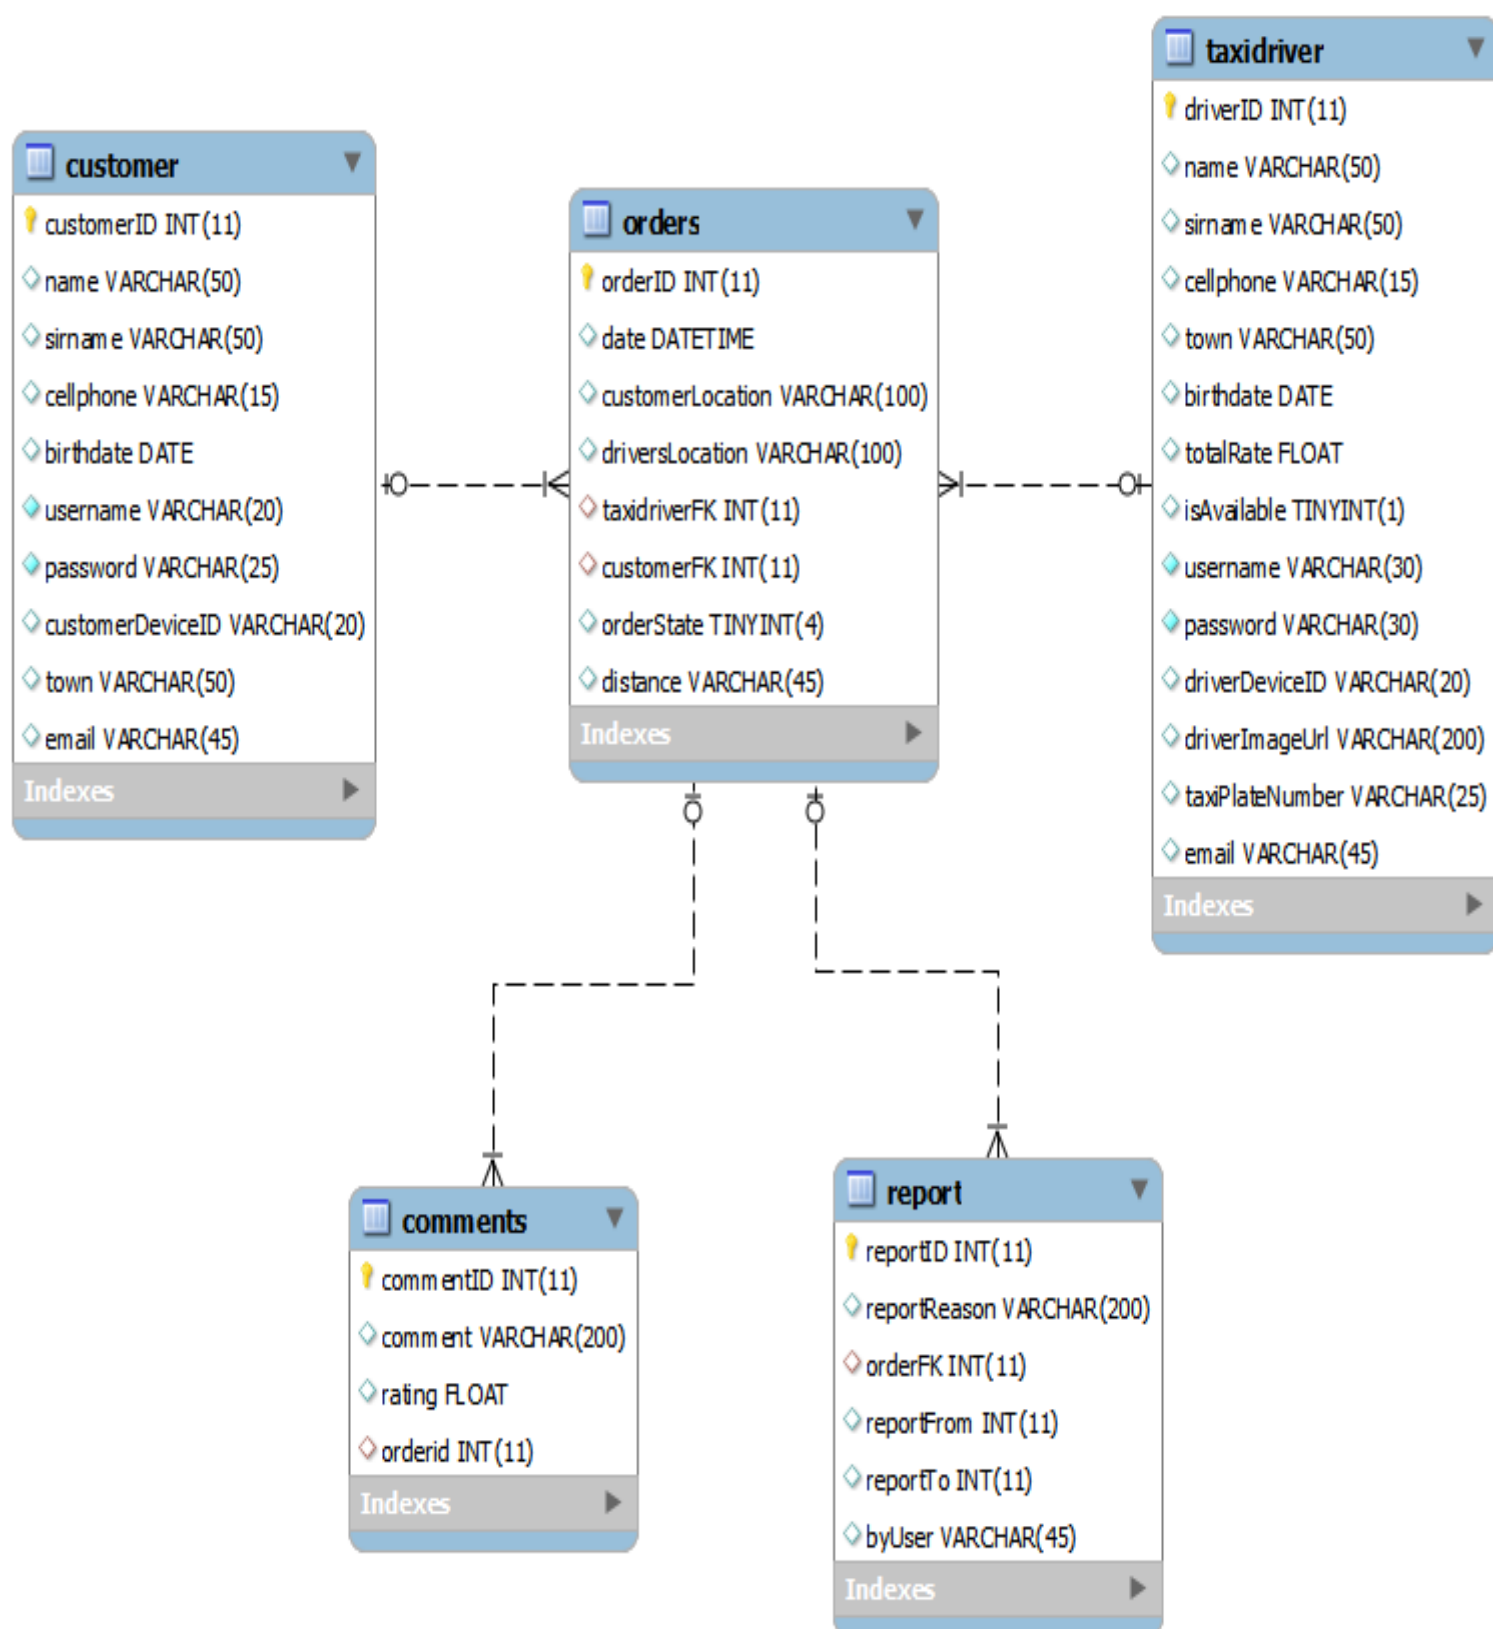 customer
customerID INT(11)
name VARCHAR(50)
sirname VARCHAR(50)
cellphone VARCHAR(15)
birthdate DATE
username VARCHAR(20)
password VARCHAR(25)
customerDeviceID VARCHAR(20)
town VARCHAR(50)
email VARCHAR(45)
Indexes
orders
orderID INT(11)
date DATETIME
customerLocation VARCHAR(100)
driversLocation VARCHAR(100)
taxidriverFK INT(11)
customerFK INT(11)
orderState TINYINT(4)
distance VARCHAR(45)
Indexes
taxidriver
driverID INT(11)
name VARCHAR(50)
sirname VARCHAR(50)
cellphone VARCHAR(15)
town VARCHAR(50)
birthdate DATE
totalRate FLOAT
isAvailable TINYINT(1)
username VARCHAR(30)
password VARCHAR(30)
driverDeviceID VARCHAR(20)
driverImageUrl VARCHAR(200)
taxiPlateNumber VARCHAR(25)
email VARCHAR(45)
Indexes
comments
commentID INT(11)
comment VARCHAR(200)
rating FLOAT
orderid INT(11)
Indexes
report
reportID INT(11)
reportReason VARCHAR(200)
orderFK INT(11)
reportFrom INT(11)
reportTo INT(11)
byUser VARCHAR(45)
Indexes